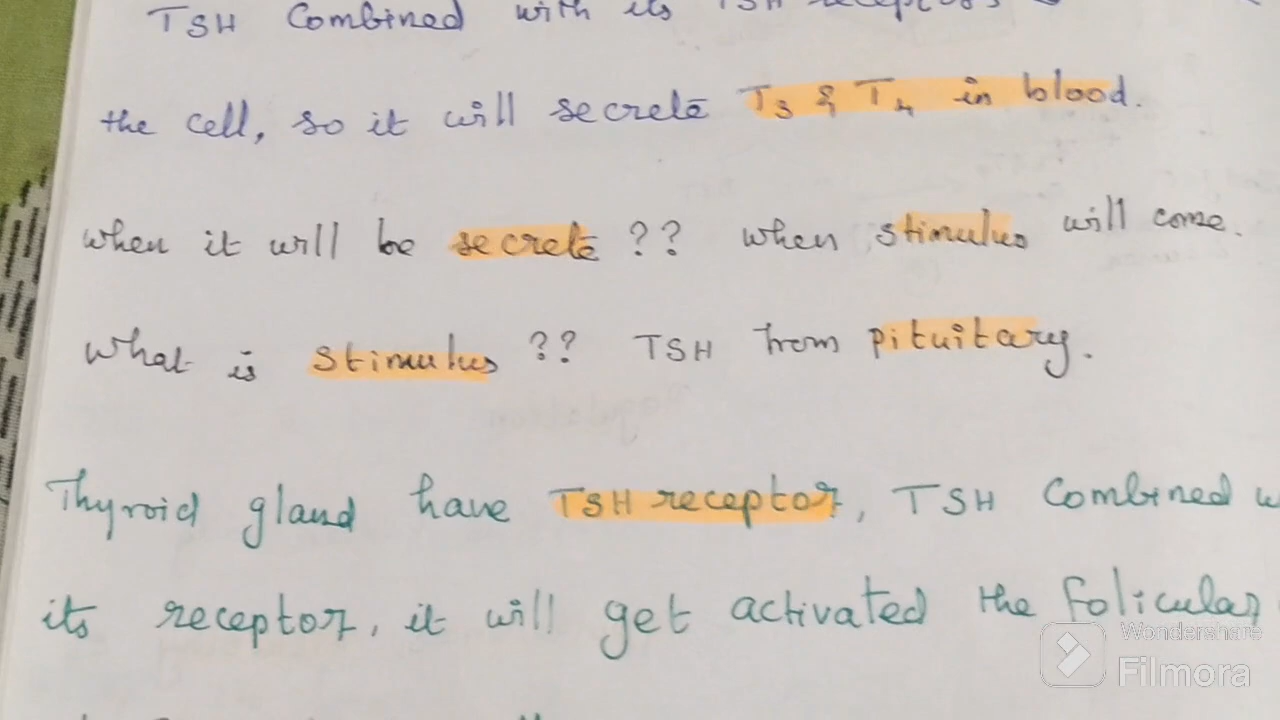 TSH Combined with its TSH receptor
the cell, so it will secrete T3 & T4 in blood.
when it will be secrete ?? when stimulus will come.
what is stimulus ?? TSH from pituitary.
Thyroid gland have TSH receptor, TSH Combined
its receptor, it will get activated the folicular
Wondershare
Filmora